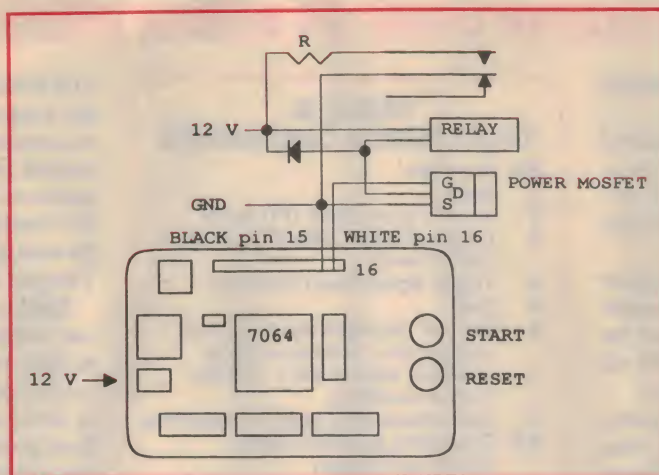 R
12 V
RELAY
G
D
S
POWER MOSFET
GND
BLACK pin 15 WHITE pin 16
16
7064
START
12 V
RESET